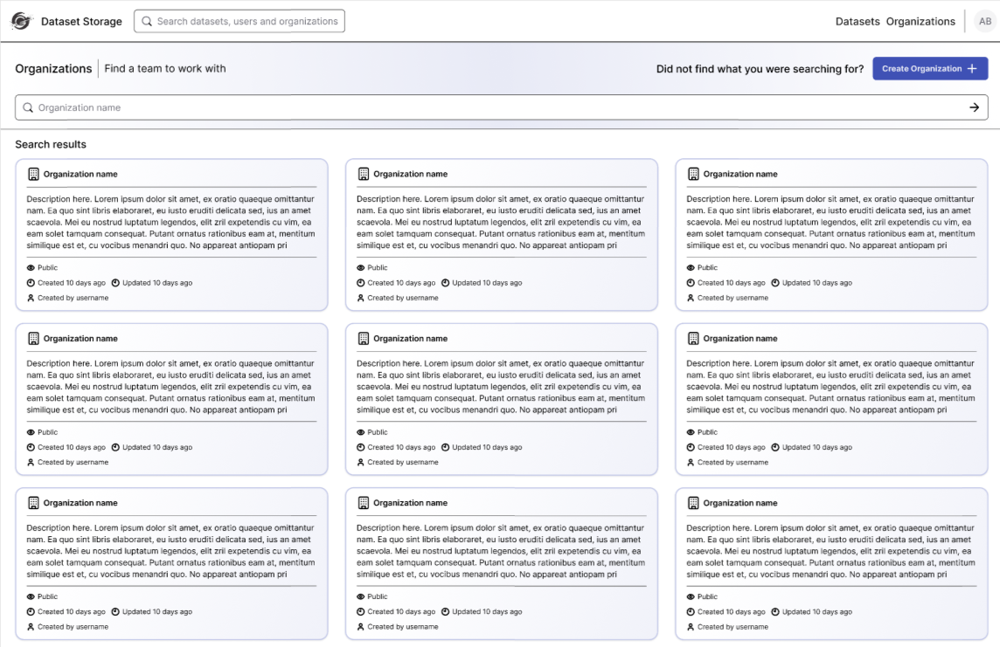 Dataset Storage
Search datasets, users and organizations
Datasets Organizations
AB
Organizations
Find a team to work with
Did not find what you were searching for?
Create Organization
Organization name
Search results
Organization name
Description here. Lorem ipsum dolor sit amet, ex oratio quaeque omittantur
nam. Ea quo sint libris elaboraret, eu iusto eruditi delicata sed, ius an amet
scaevola. Mei eu nostrud luptatum legendos, elit zril expetendis cu vim, ea
eam solet tamquam consequat. Putant ornatus rationibus eam at, mentitum
similique est et, cu vocibus menandri quo. No appareat antiopam pri
Public
Created 10 days ago Updated 10 days ago
Created by username
Organization name
Description here. Lorem ipsum dolor sit amet, ex oratio quaeque omittantur
nam. Ea quo sint libris elaboraret, eu iusto eruditi delicata sed, ius an amet
scaevola. Mei eu nostrud luptatum legendos, elit zril expetendis cu vim, ea
eam solet tamquam consequat. Putant ornatus rationibus eam at, mentitum
similique est et, cu vocibus menandri quo. No appareat antiopam pri
Public
Created 10 days ago Updated 10 days ago
Created by username
Organization name
Description here. Lorem ipsum dolor sit amet, ex oratio quaeque omittantur
nam. Ea quo sint libris elaboraret, eu iusto eruditi delicata sed, ius an amet
scaevola. Mei eu nostrud luptatum legendos, elit zril expetendis cu vim, ea
eam solet tamquam consequat. Putant ornatus rationibus eam at, mentitum
similique est et, cu vocibus menandri quo. No appareat antiopam pri
Public
Created 10 days ago Updated 10 days ago
Created by username
Organization name
Description here. Lorem ipsum dolor sit amet, ex oratio quaeque omittantur
nam. Ea quo sint libris elaboraret, eu iusto eruditi delicata sed, ius an amet
scaevola. Mei eu nostrud luptatum legendos, elit zril expetendis cu vim, ea
eam solet tamquam consequat. Putant ornatus rationibus eam at, mentitum
similique est et, cu vocibus menandri quo. No appareat antiopam pri
Public
Created 10 days ago Updated 10 days ago
Created by username
Organization name
Description here. Lorem ipsum dolor sit amet, ex oratio quaeque omittantur
nam. Ea quo sint libris elaboraret, eu iusto eruditi delicata sed, ius an amet
scaevola. Mei eu nostrud luptatum legendos, elit zril expetendis cu vim, ea
eam solet tamquam consequat. Putant ornatus rationibus eam at, mentitum
similique est et, cu vocibus menandri quo. No appareat antiopam pri
Public
Created 10 days ago Updated 10 days ago
Created by username
Organization name
Description here. Lorem ipsum dolor sit amet, ex oratio quaeque omittantur
nam. Ea quo sint libris elaboraret, eu iusto eruditi delicata sed, ius an amet
scaevola. Mei eu nostrud luptatum legendos, elit zril expetendis cu vim, ea
eam solet tamquam consequat. Putant ornatus rationibus eam at, mentitum
similique est et, cu vocibus menandri quo. No appareat antiopam pri
Public
Created 10 days ago Updated 10 days ago
Created by username
Organization name
Description here. Lorem ipsum dolor sit amet, ex oratio quaeque omittantur
nam. Ea quo sint libris elaboraret, eu iusto eruditi delicata sed, ius an amet
scaevola. Mei eu nostrud luptatum legendos, elit zril expetendis cu vim, ea
eam solet tamquam consequat. Putant ornatus rationibus eam at, mentitum
similique est et, cu vocibus menandri quo. No appareat antiopam pri
Public
Created 10 days ago Updated 10 days ago
Created by username
Organization name
Description here. Lorem ipsum dolor sit amet, ex oratio quaeque omittantur
nam. Ea quo sint libris elaboraret, eu iusto eruditi delicata sed, ius an amet
scaevola. Mei eu nostrud luptatum legendos, elit zril expetendis cu vim, ea
eam solet tamquam consequat. Putant ornatus rationibus eam at, mentitum
similique est et, cu vocibus menandri quo. No appareat antiopam pri
Public
Created 10 days ago Updated 10 days ago
Created by username
Organization name
Description here. Lorem ipsum dolor sit amet, ex oratio quaeque omittantur
nam. Ea quo sint libris elaboraret, eu iusto eruditi delicata sed, ius an amet
scaevola. Mei eu nostrud luptatum legendos, elit zril expetendis cu vim, ea
eam solet tamquam consequat. Putant ornatus rationibus eam at, mentitum
similique est et, cu vocibus menandri quo. No appareat antiopam pri
Public
Created 10 days ago Updated 10 days ago
Created by username